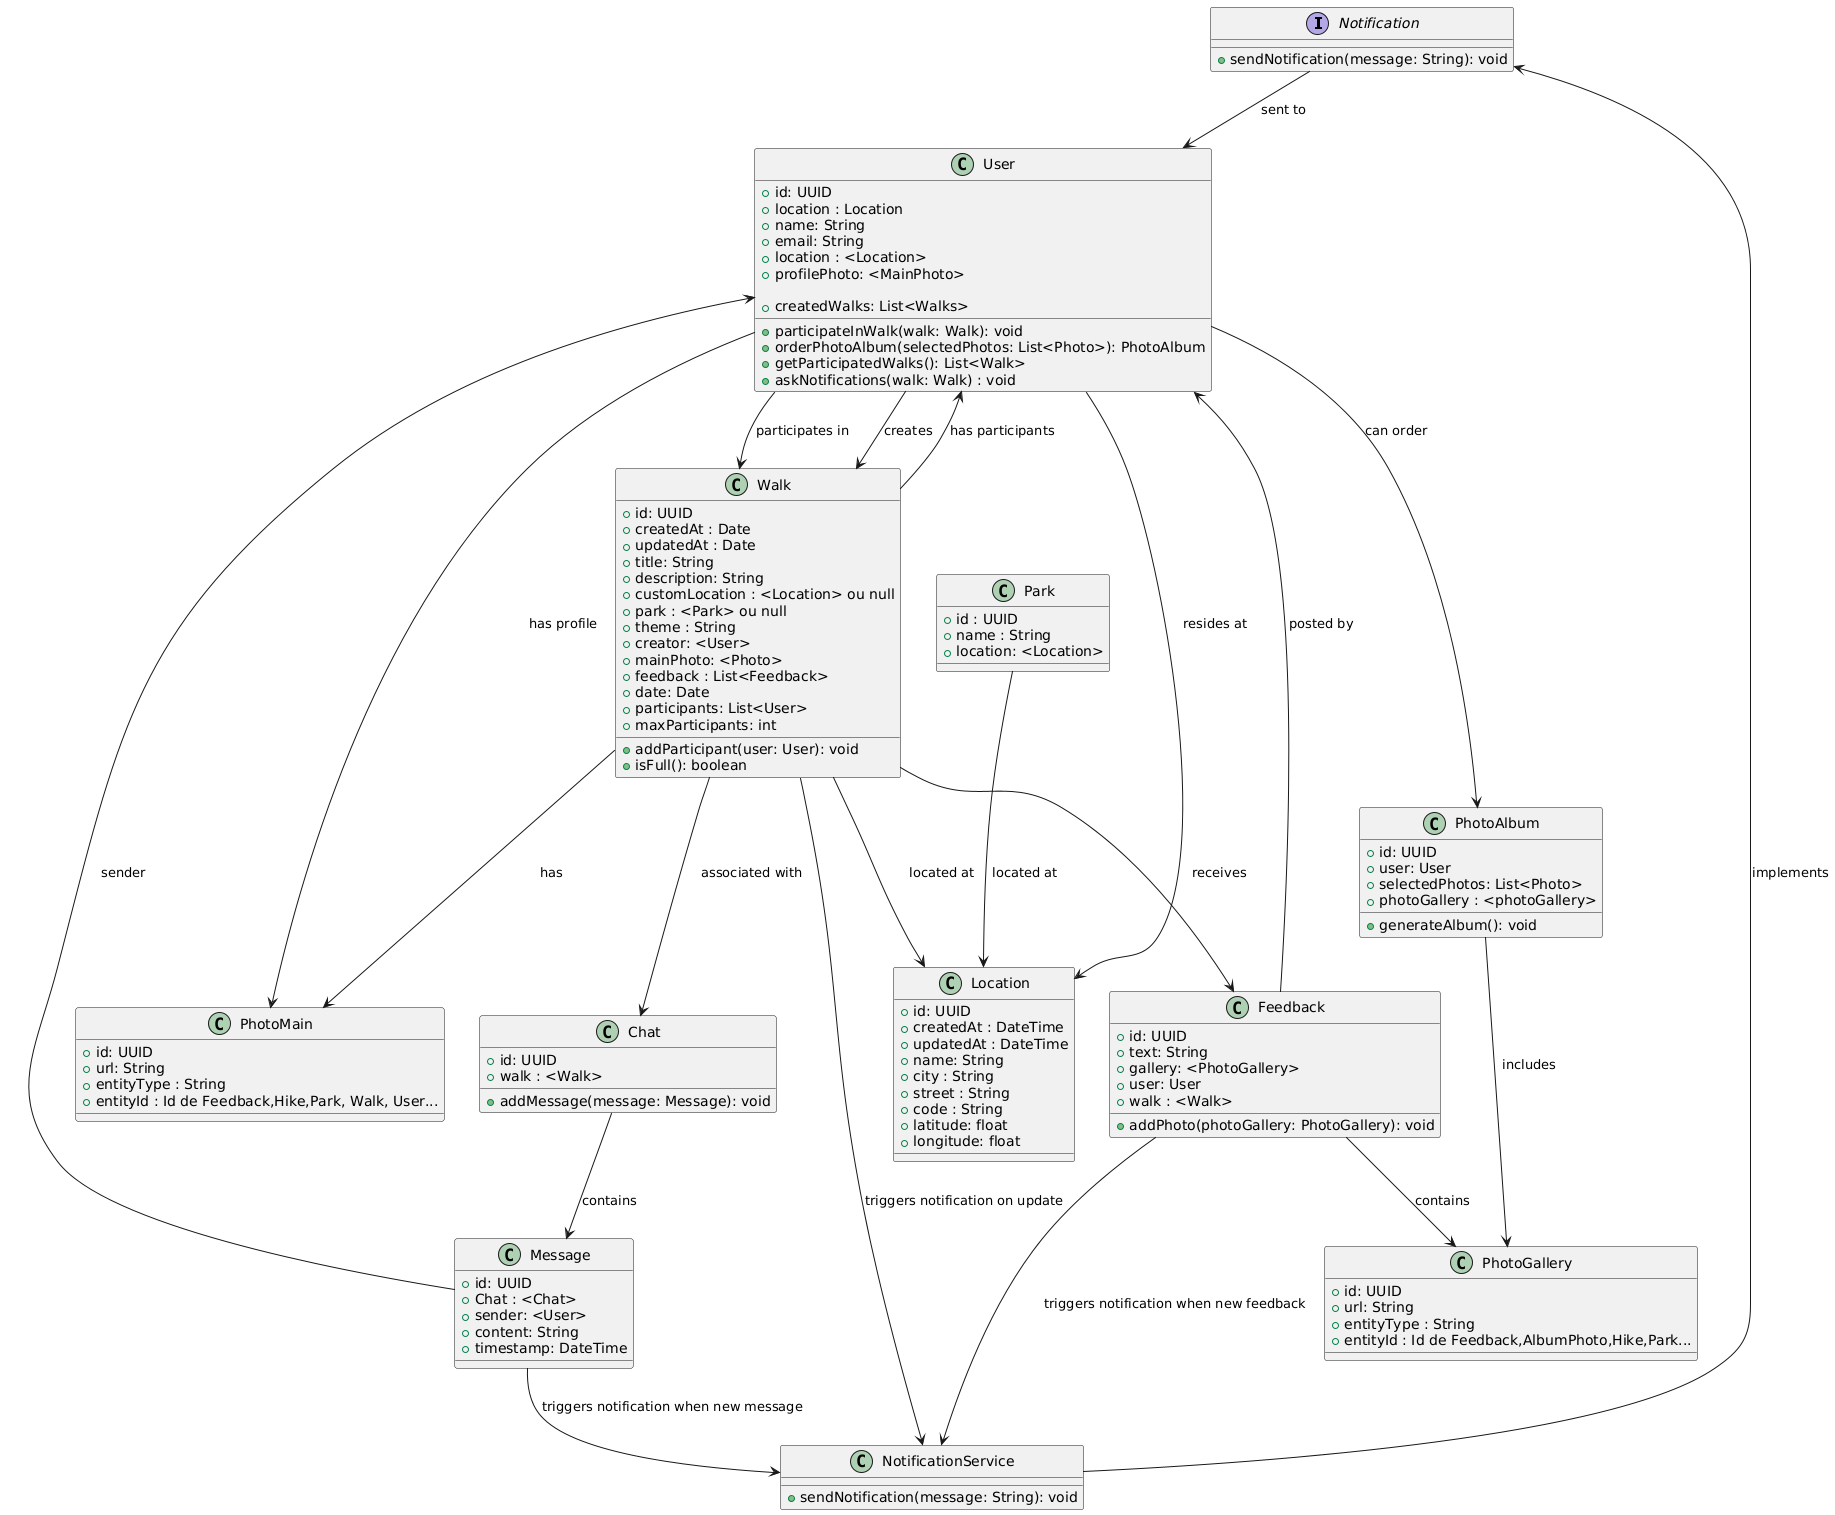 Notification
sendNotification(message: String): void
sent to
User
id: UUID
location : Location
name: String
email: String
location : <Location>
profilePhoto: <MainPhoto>
createdWalks: List<Walks>
participateInWalk(walk: Walk): void
orderPhotoAlbum(selectedPhotos: List<Photo>): PhotoAlbum
getParticipatedWalks(): List<Walk>
askNotifications(walk: Walk) : void
participates in
creates
has participants
can order
Walk
id: UUID
createdAt : Date
updatedAt : Date
title: String
description: String
customLocation : <Location> ou null
park : <Park> ou null
theme : String
creator: <User>
mainPhoto: <Photo>
feedback : List<Feedback>
date: Date
participants: List<User>
maxParticipants: int
addParticipant(user: User): void
isFull(): boolean
Park
id : UUID
name : String
location: <Location>
has profile
resides at
posted by
PhotoAlbum
id: UUID
user: User
selectedPhotos: List<Photo>
photoGallery : <photoGallery>
generateAlbum(): void
sender
has
associated with
located at
located at
receives
implements
PhotoMain
id: UUID
url: String
entityType : String
entityId : Id de Feedback,Hike,Park, Walk, User...
Chat
id: UUID
walk : <Walk>
addMessage(message: Message): void
Location
id: UUID
createdAt : DateTime
updatedAt : DateTime
name: String
city : String
street : String
code : String
latitude: float
longitude: float
Feedback
id: UUID
text: String
gallery: <PhotoGallery>
user: User
walk : <Walk>
addPhoto(photoGallery: PhotoGallery): void
includes
contains
triggers notification on update
contains
Message
id: UUID
Chat : <Chat>
sender: <User>
content: String
timestamp: DateTime
triggers notification when new feedback
PhotoGallery
id: UUID
url: String
entityType : String
entityId : Id de Feedback,AlbumPhoto,Hike,Park...
triggers notification when new message
NotificationService
sendNotification(message: String): void